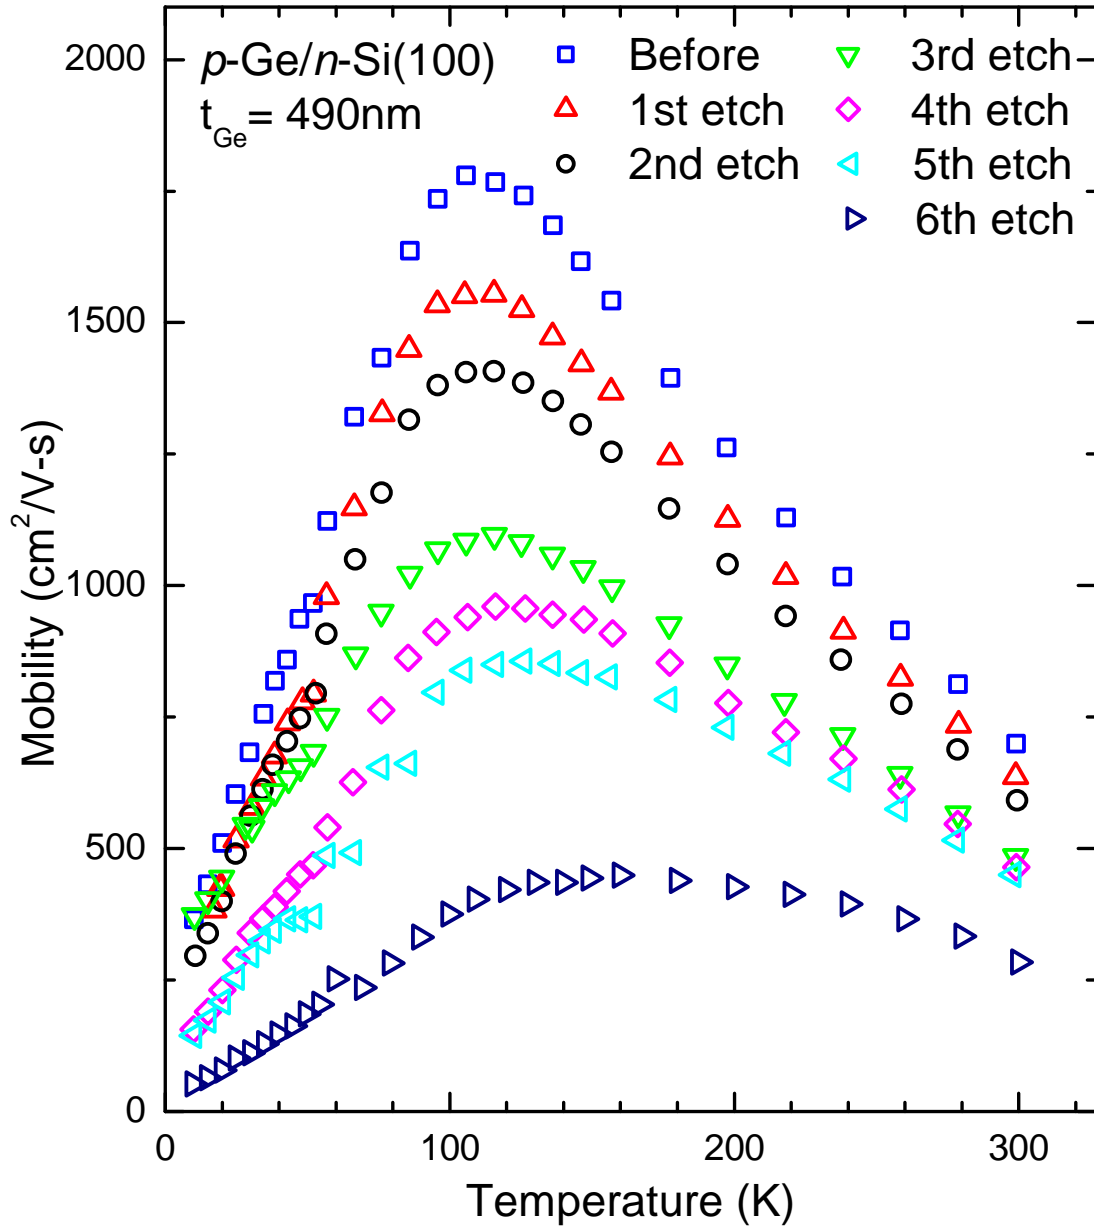 p-Ge/n-Si(100)
t_Ge= 490nm
Before
1st etch
2nd etch
3rd etch
4th etch
5th etch
6th etch
Mobility (cm²/V-s)
2000
1500
1000
500
0
0 100 200 300
Temperature (K)